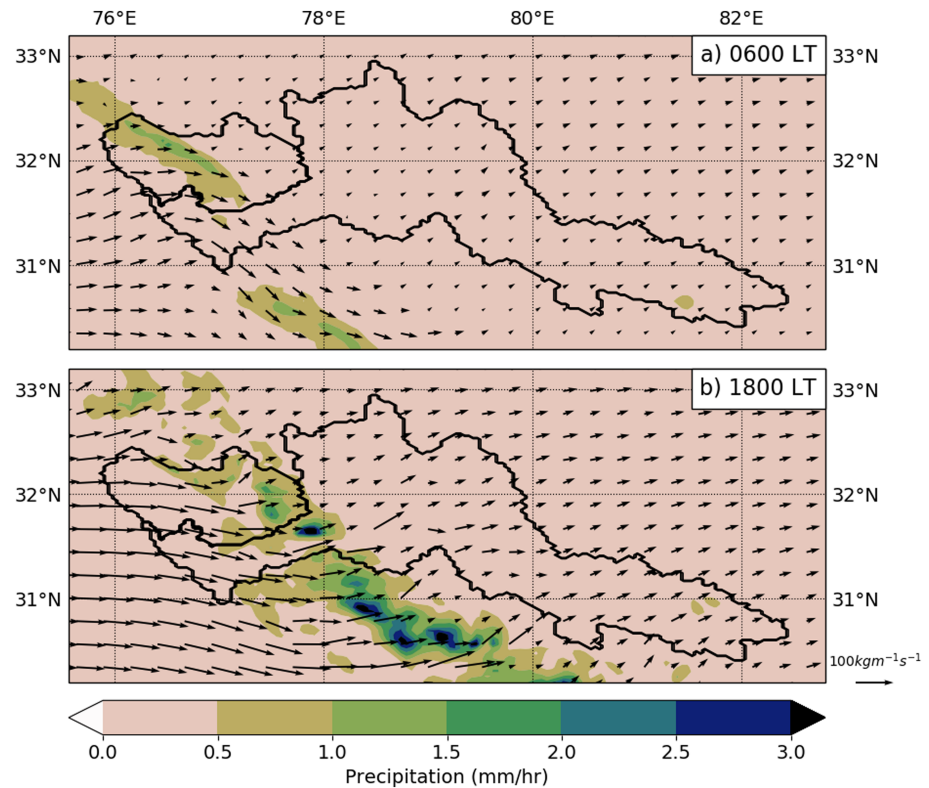 76°E 78°E 80°E 82°E
33°N a) 0600 LT 33°N
32°N 32°N
31°N 31°N
33°N b) 1800 LT 33°N
32°N 32°N
31°N 31°N
100kgm⁻¹s⁻¹
0.0 0.5 1.0 1.5 2.0 2.5 3.0
Precipitation (mm/hr)